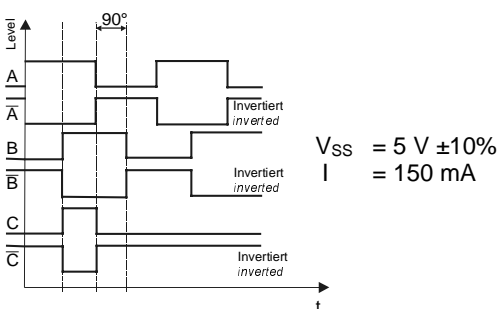 Level
90°
A
A̅
Invertiert
inverted
B
B̅
Invertiert
inverted
C
C̅
Invertiert
inverted
t
VSS = 5 V ±10%
I = 150 mA